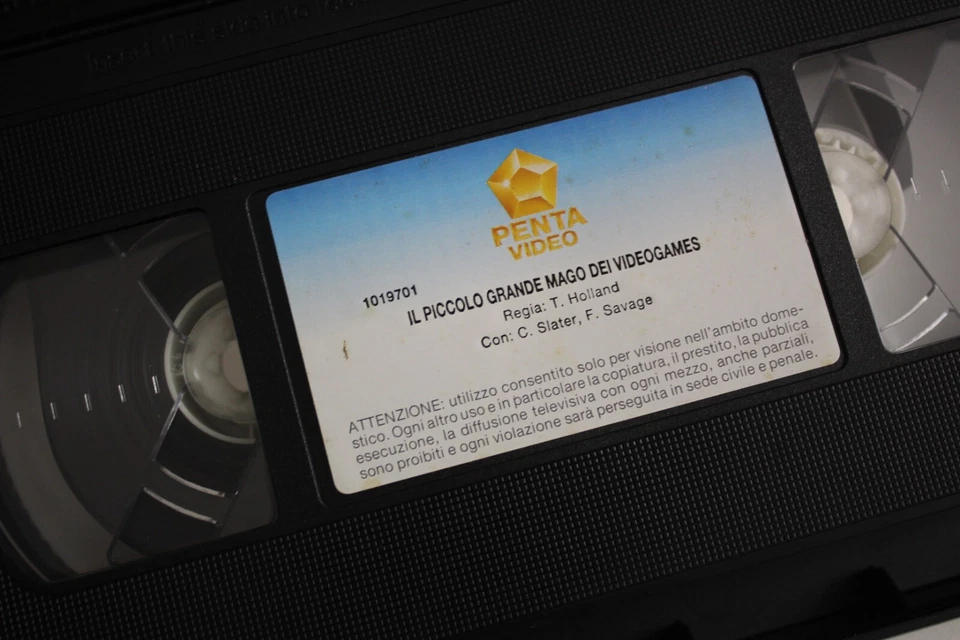 PENTA
VIDEO
1019701
IL PICCOLO GRANDE MAGO DEI VIDEOGAMES
Regia: T. Holland
Con: C. Slater, F. Savage
ATTENZIONE: utilizzo consentito solo per visione nell'ambito dome-
stico. Ogni altro uso e in particolare la copiatura, il prestito, la pubblica
esecuzione, la diffusione televisiva con ogni mezzo, anche parziali,
sono proibiti e ogni violazione sarà perseguita in sede civile e penale.